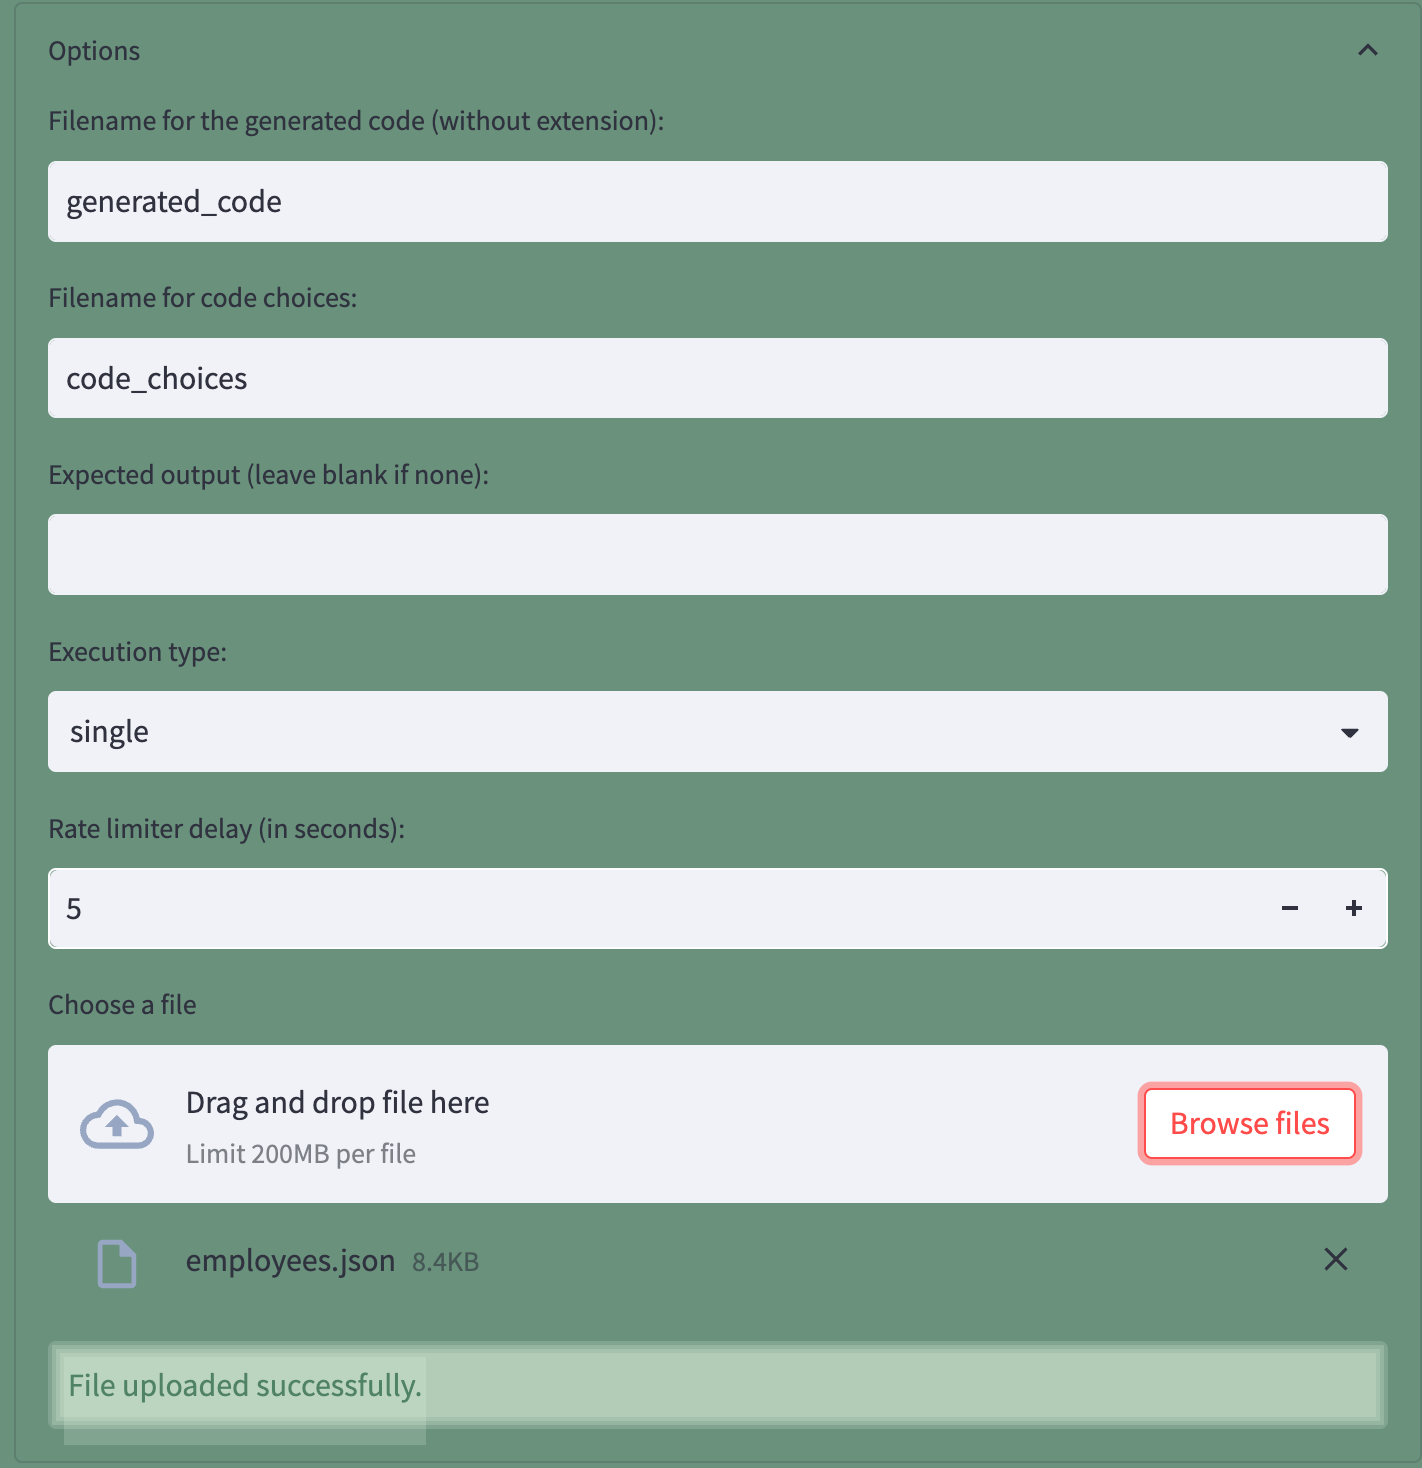 Options
Filename for the generated code (without extension):
generated_code
Filename for code choices:
code_choices
Expected output (leave blank if none):
Execution type:
single
Rate limiter delay (in seconds):
5
Choose a file
Drag and drop file here
Limit 200MB per file
Browse files
employees.json 8.4KB
File uploaded successfully.